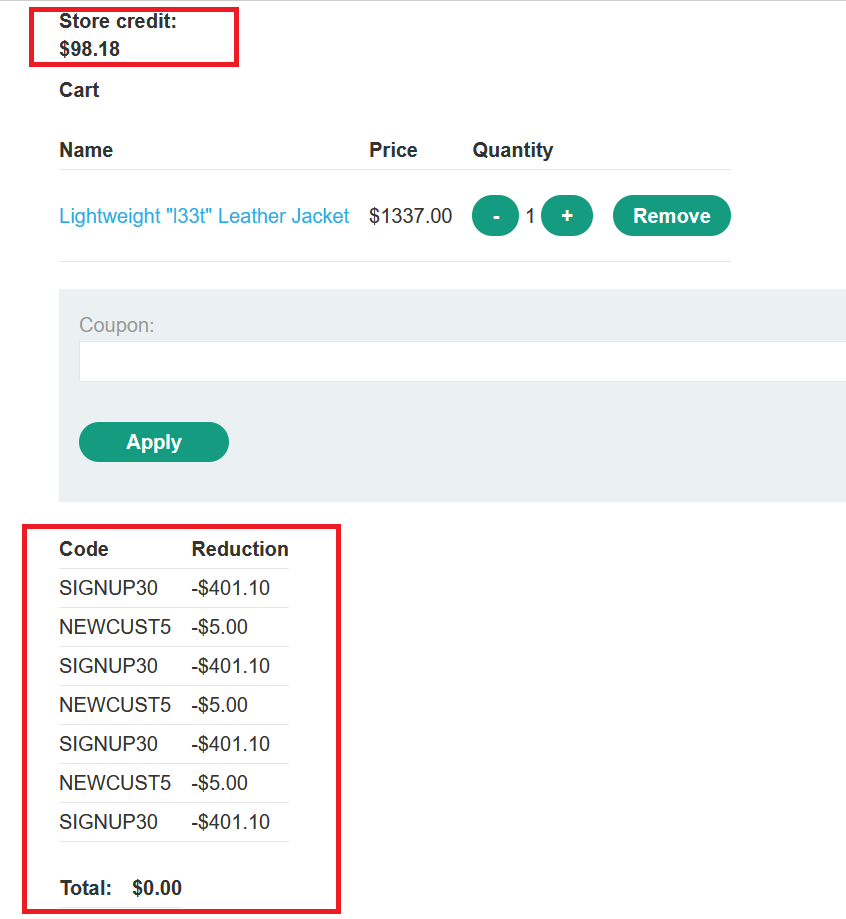 Store credit:
$98.18
Cart
Name Price Quantity
Lightweight "l33t" Leather Jacket $1337.00 - 1 + Remove
Coupon:
Apply
Code Reduction
SIGNUP30 -$401.10
NEWCUST5 -$5.00
SIGNUP30 -$401.10
NEWCUST5 -$5.00
SIGNUP30 -$401.10
NEWCUST5 -$5.00
SIGNUP30 -$401.10
Total: $0.00